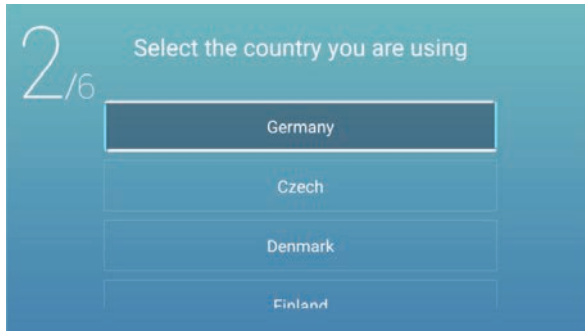 2/6
Select the country you are using
Germany
Czech
Denmark
Finland